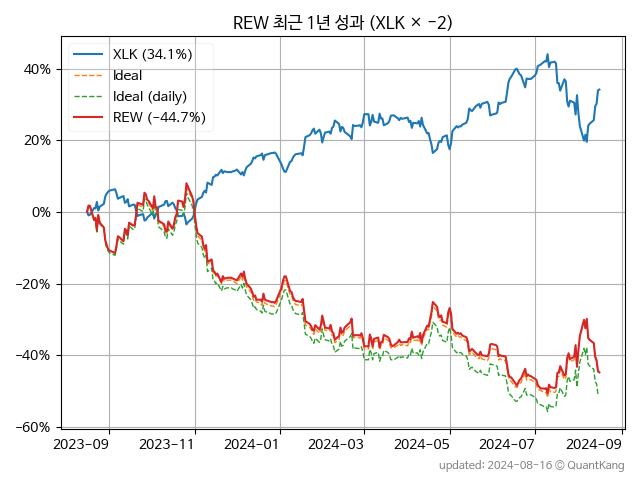 REW 최근 1년 성과 (XLK × −2)
XLK (34.1%)
Ideal
Ideal (daily)
REW (−44.7%)
40%
20%
0%
−20%
−40%
−60%
2023−09 2023−11 2024−01 2024−03 2024−05 2024−07 2024−09
updated: 2024−08−16 © QuantKang